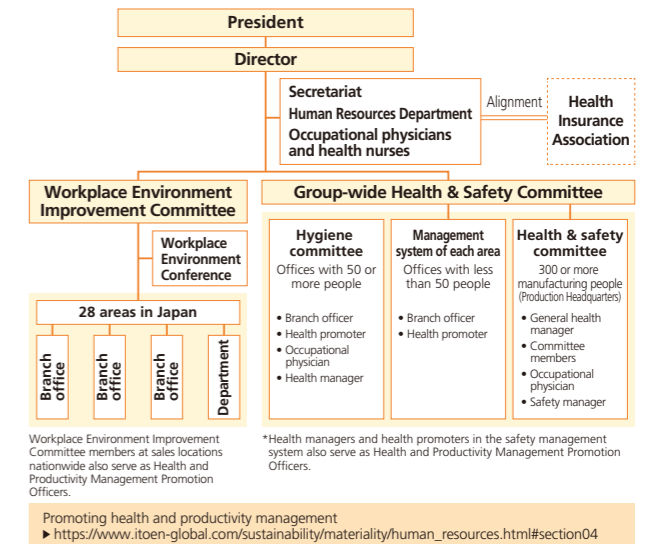 President
Director
Secretariat
Human Resources Department
Occupational physicians
and health nurses
Alignment
Health
Insurance
Association
Workplace Environment
Improvement Committee
Group-wide Health & Safety Committee
Workplace
Environment
Conference
28 areas in Japan
Branch
office
Branch
office
Branch
office
Department
Hygiene
committee
Offices with 50 or
more people
• Branch officer
• Health promoter
• Occupational
physician
• Health manager
Management
system of each area
Offices with less
than 50 people
• Branch officer
• Health promoter
Health & safety
committee
300 or more
manufacturing people
(Production Headquarters)
• General health
manager
• Committee
members
• Occupational
physician
• Safety manager
Workplace Environment Improvement
Committee members at sales locations
nationwide also serve as Health and
Productivity Management Promotion
Officers.
*Health managers and health promoters in the safety management
system also serve as Health and Productivity Management Promotion
Officers.
Promoting health and productivity management
▶ https://www.itoen-global.com/sustainability/materiality/human_resources.html#section04